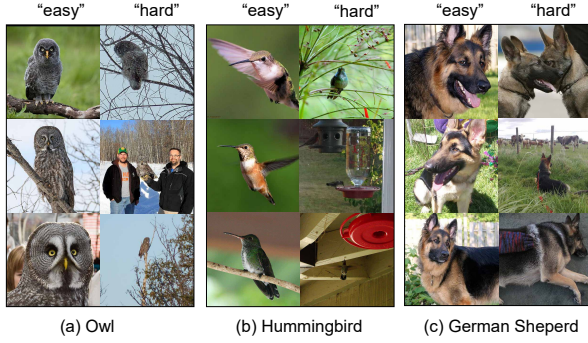 "easy" "hard" "easy" "hard" "easy" "hard"
(a) Owl (b) Hummingbird (c) German Sheperd